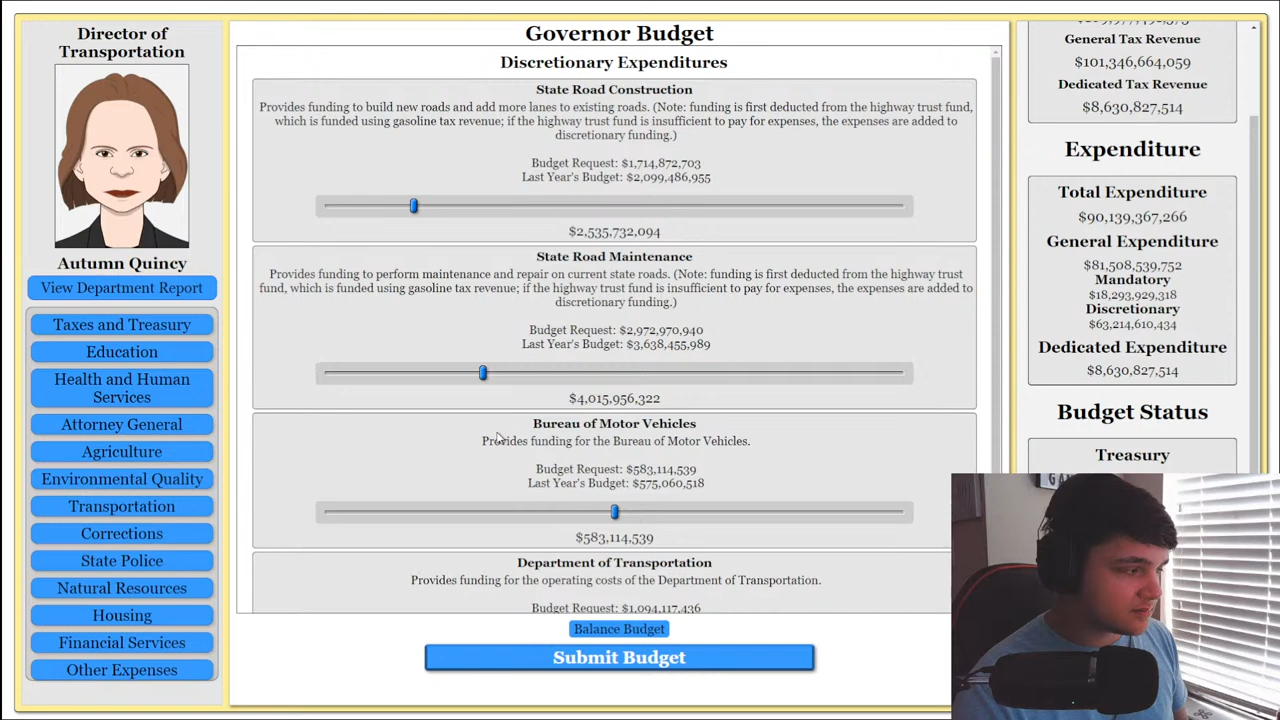 Director of
Transportation
Autumn Quincy
View Department Report
Taxes and Treasury
Education
Health and Human
Services
Attorney General
Agriculture
Environmental Quality
Transportation
Corrections
State Police
Natural Resources
Housing
Financial Services
Other Expenses
Governor Budget
Discretionary Expenditures
State Road Construction
Provides funding to build new roads and add more lanes to existing roads. (Note: funding is first deducted from the highway trust fund,
which is funded using gasoline tax revenue; if the highway trust fund is insufficient to pay for expenses, the expenses are added to
discretionary funding.)
Budget Request: $1,714,872,703
Last Year's Budget: $2,099,486,955
$2,535,732,094
State Road Maintenance
Provides funding to perform maintenance and repair on current state roads. (Note: funding is first deducted from the highway trust
fund, which is funded using gasoline tax revenue; if the highway trust fund is insufficient to pay for expenses, the expenses are added to
discretionary funding.)
Budget Request: $2,972,970,940
Last Year's Budget: $3,638,455,989
$4,015,956,322
Bureau of Motor Vehicles
Provides funding for the Bureau of Motor Vehicles.
Budget Request: $583,114,539
Last Year's Budget: $575,060,518
$583,114,539
Department of Transportation
Provides funding for the operating costs of the Department of Transportation.
Budget Request: $1,094,117,436
Balance Budget
Submit Budget
General Tax Revenue
$101,346,664,059
Dedicated Tax Revenue
$8,630,827,514
Expenditure
Total Expenditure
$90,139,367,266
General Expenditure
$81,508,539,752
Mandatory
$18,293,929,318
Discretionary
$63,214,610,434
Dedicated Expenditure
$8,630,827,514
Budget Status
Treasury